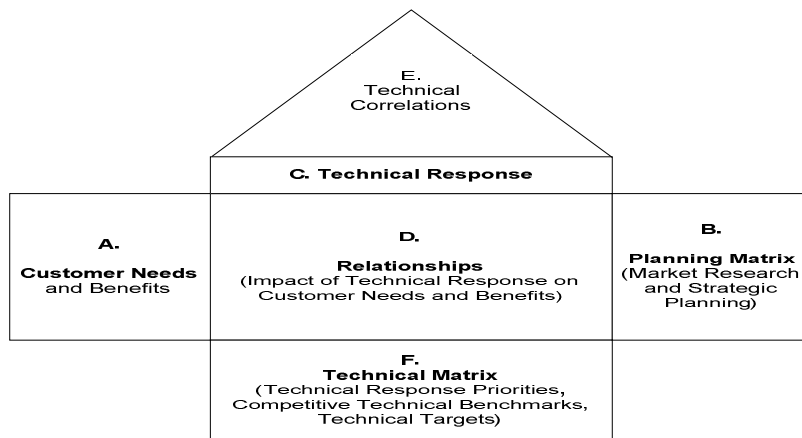 E.
Technical
Correlations
C. Technical Response
A.
Customer Needs
and Benefits
D.
Relationships
(Impact of Technical Response on
Customer Needs and Benefits)
B.
Planning Matrix
(Market Research
and Strategic
Planning)
F.
Technical Matrix
(Technical Response Priorities,
Competitive Technical Benchmarks,
Technical Targets)